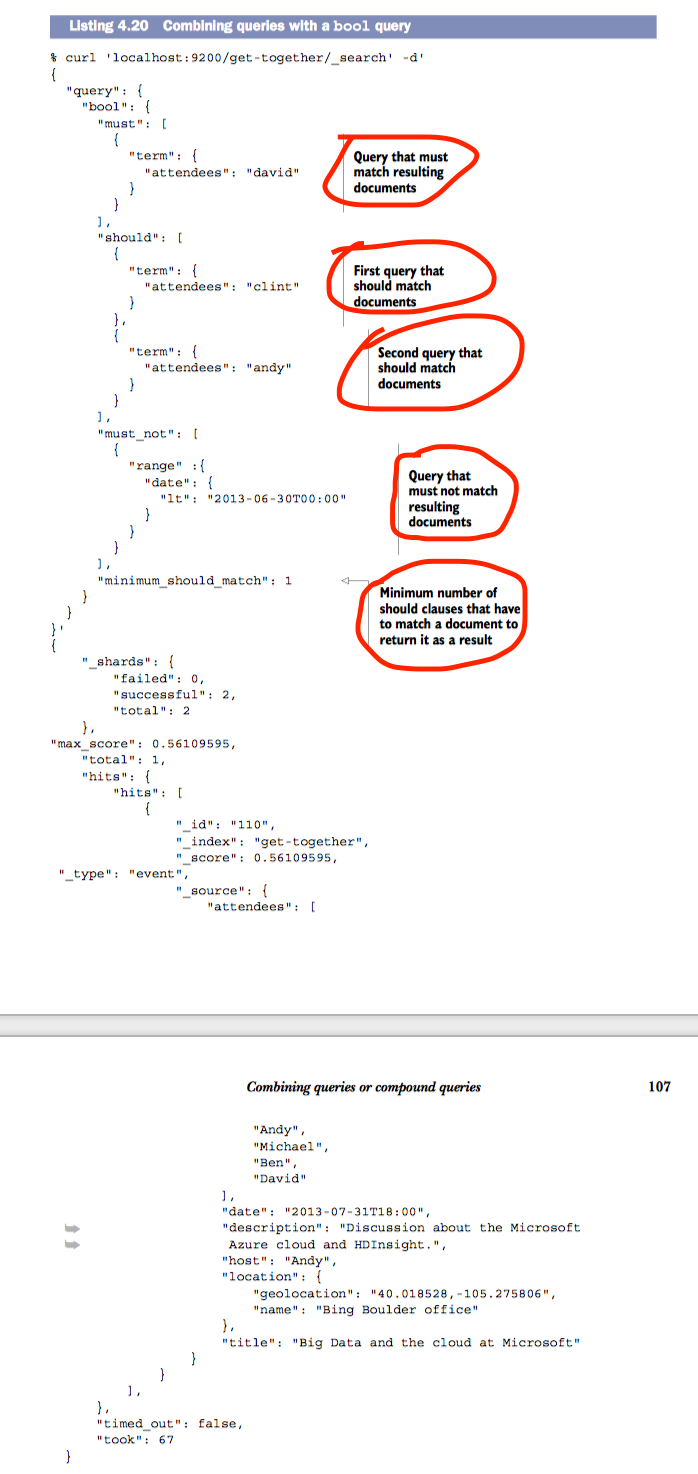 Listing 4.20 Combining queries with a bool query
% curl 'localhost:9200/get-together/_search' -d'
{
"query": {
"bool": {
"must": [
{
"term": {
"attendees": "david"
}
}
],
Query that must
match resulting
documents
"should": [
{
"term": {
"attendees": "clint"
}
},
First query that
should match
documents
{
"term": {
"attendees": "andy"
}
}
],
Second query that
should match
documents
"must_not": [
{
"range" :{
"date": {
"lt": "2013-06-30T00:00"
}
}
}
],
Query that
must not match
resulting
documents
"minimum_should_match": 1
}
}
}'
Minimum number of
should clauses that have
to match a document to
return it as a result
{
"_shards": {
"failed": 0,
"successful": 2,
"total": 2
},
"max_score": 0.56109595,
"total": 1,
"hits": {
"hits": [
{
"_id": "110",
"_index": "get-together",
"_score": 0.56109595,
"_type": "event",
"_source": {
"attendees": [
Combining queries or compound queries 107
"Andy",
"Michael",
"Ben",
"David"
],
"date": "2013-07-31T18:00",
"description": "Discussion about the Microsoft
Azure cloud and HDInsight.",
"host": "Andy",
"location": {
"geolocation": "40.018528,-105.275806",
"name": "Bing Boulder office"
},
"title": "Big Data and the cloud at Microsoft"
}
}
],
},
"timed_out": false,
"took": 67
}